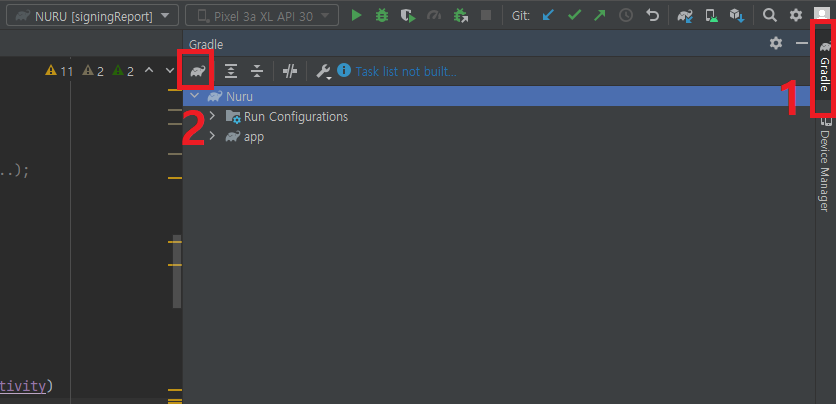 NURU [signingReport]
Pixel 3a XL API 30
Git:
Gradle
11 2 2
Task list not built...
Nuru
Run Configurations
app
..);
tivity)
1
2
Gradle
Device Manager